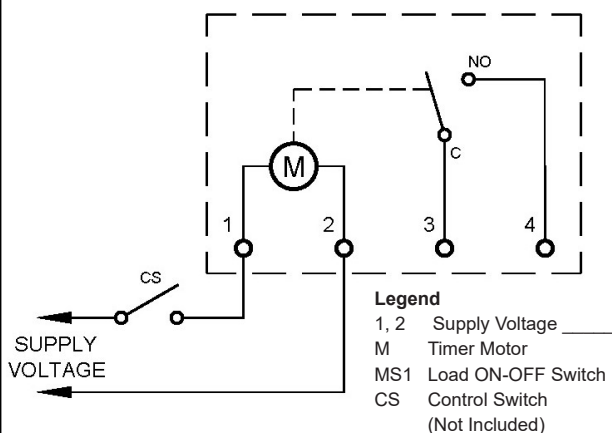 NO
C
M
1
2
3
4
CS
SUPPLY
VOLTAGE
Legend
1, 2 Supply Voltage ______
M Timer Motor
MS1 Load ON-OFF Switch
CS Control Switch
(Not Included)